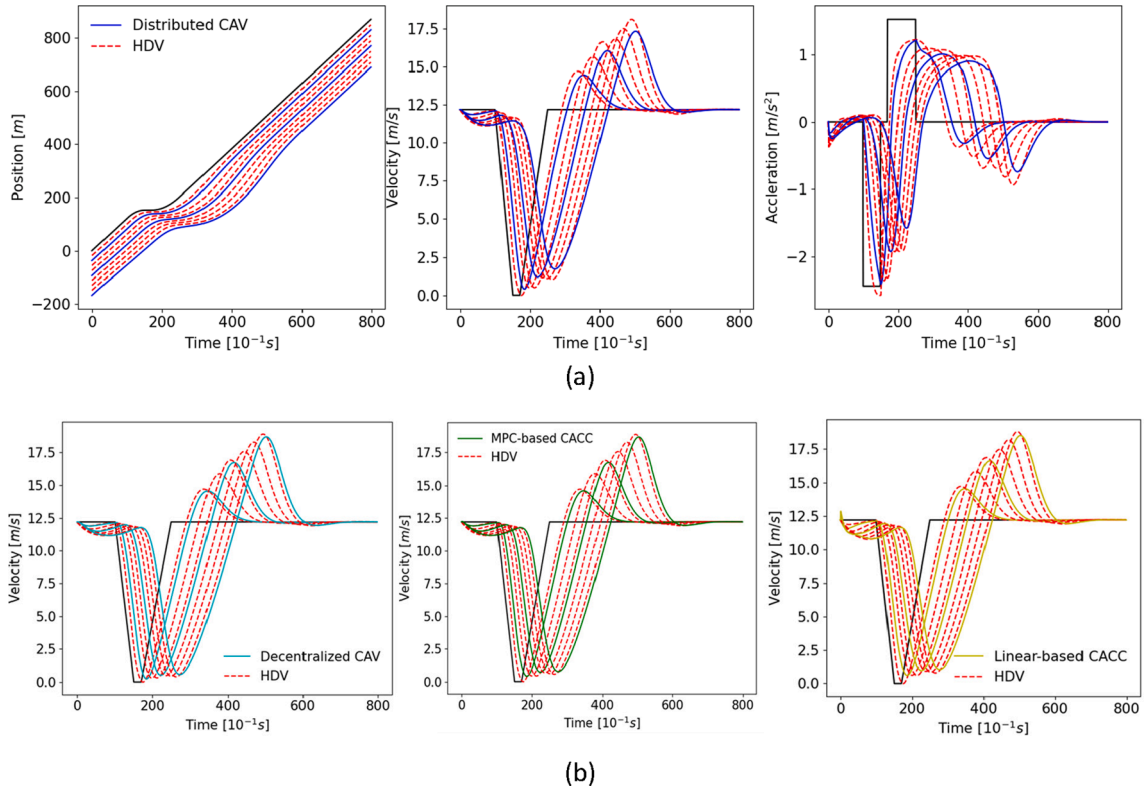 Distributed CAV
HDV
Position [m]
800
600
400
200
0
−200
0 200 400 600 800
Time [10⁻¹s]
Velocity [m/s]
17.5
15.0
12.5
10.0
7.5
5.0
2.5
0.0
0 200 400 600 800
Time [10⁻¹s]
Accleration [m/s²]
1
0
−1
−2
0 200 400 600 800
Time [10⁻¹s]
(a)
Velocity [m/s]
17.5
15.0
12.5
10.0
7.5
5.0
2.5
0.0
Decentralized CAV
HDV
0 200 400 600 800
Time [10⁻¹s]
MPC-based CACC
HDV
Velocity [m/s]
17.5
15.0
12.5
10.0
7.5
5.0
2.5
0.0
0 200 400 600 800
Time [10⁻¹s]
Velocity [m/s]
17.5
15.0
12.5
10.0
7.5
5.0
2.5
0.0
Linear-based CACC
HDV
0 200 400 600 800
Time [10⁻¹s]
(b)